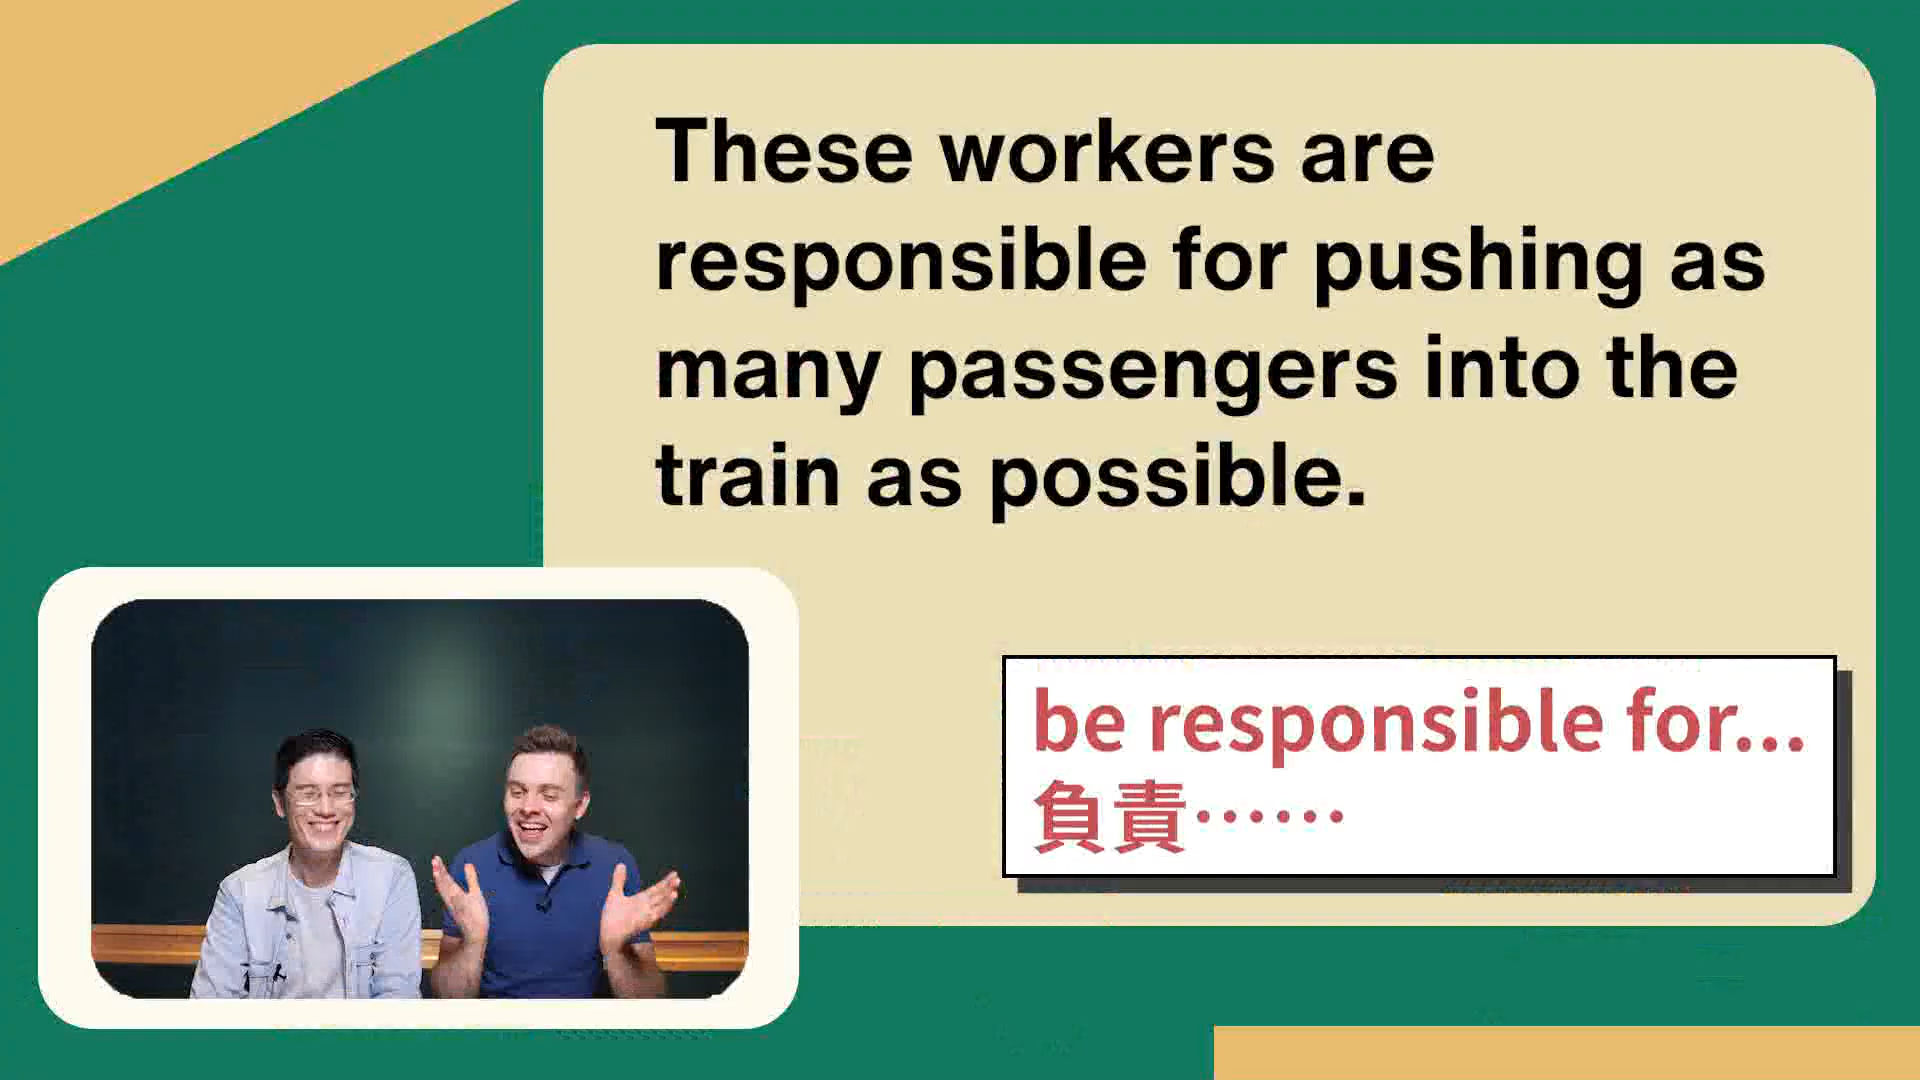 These workers are
responsible for pushing as
many passengers into the
train as possible.
be responsible for...
負責⋯⋯